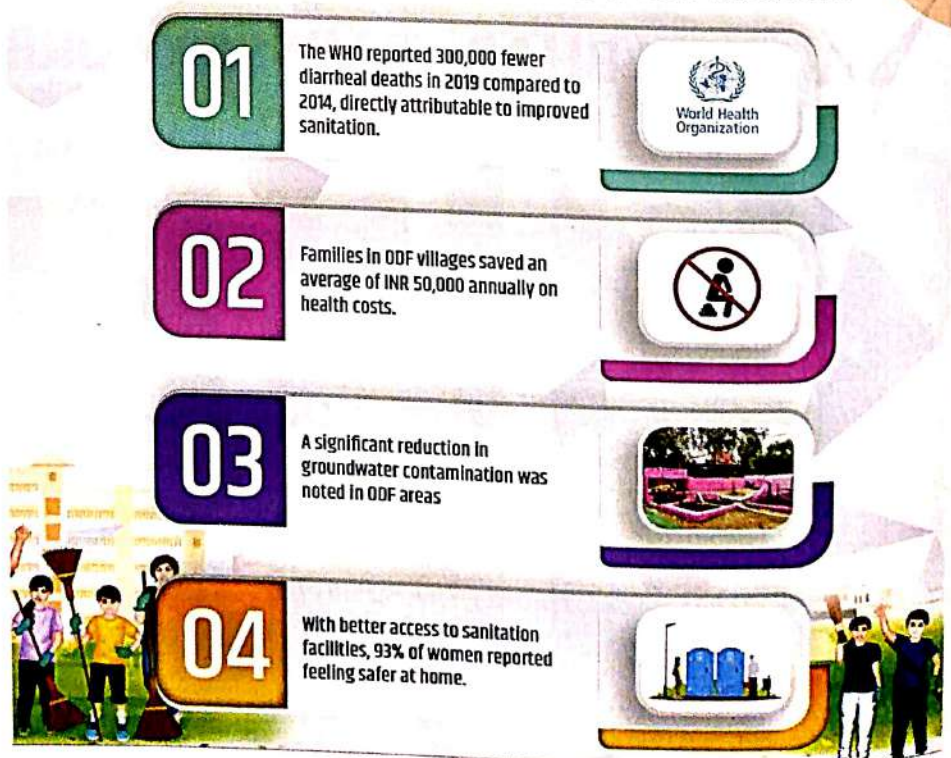 01
The WHO reported 300,000 fewer
diarrheal deaths in 2019 compared to
2014, directly attributable to improved
sanitation.
World Health
Organization
02
Families in ODF villages saved an
average of INR 50,000 annually on
health costs.
03
A significant reduction in
groundwater contamination was
noted in ODF areas
04
With better access to sanitation
facilities, 93% of women reported
feeling safer at home.